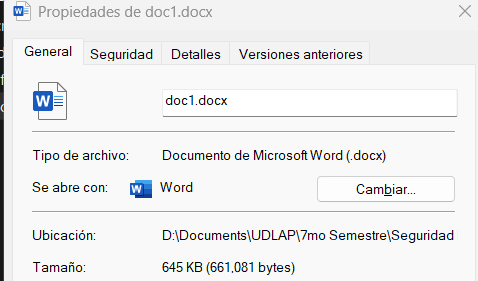 Propiedades de doc1.docx
General Seguridad Detalles Versiones anteriores
doc1.docx
Tipo de archivo: Documento de Microsoft Word (.docx)
Se abre con: Word Cambiar...
Ubicación: D:\Documents\UDLAP\7mo Semestre\Seguridad
Tamaño: 645 KB (661,081 bytes)